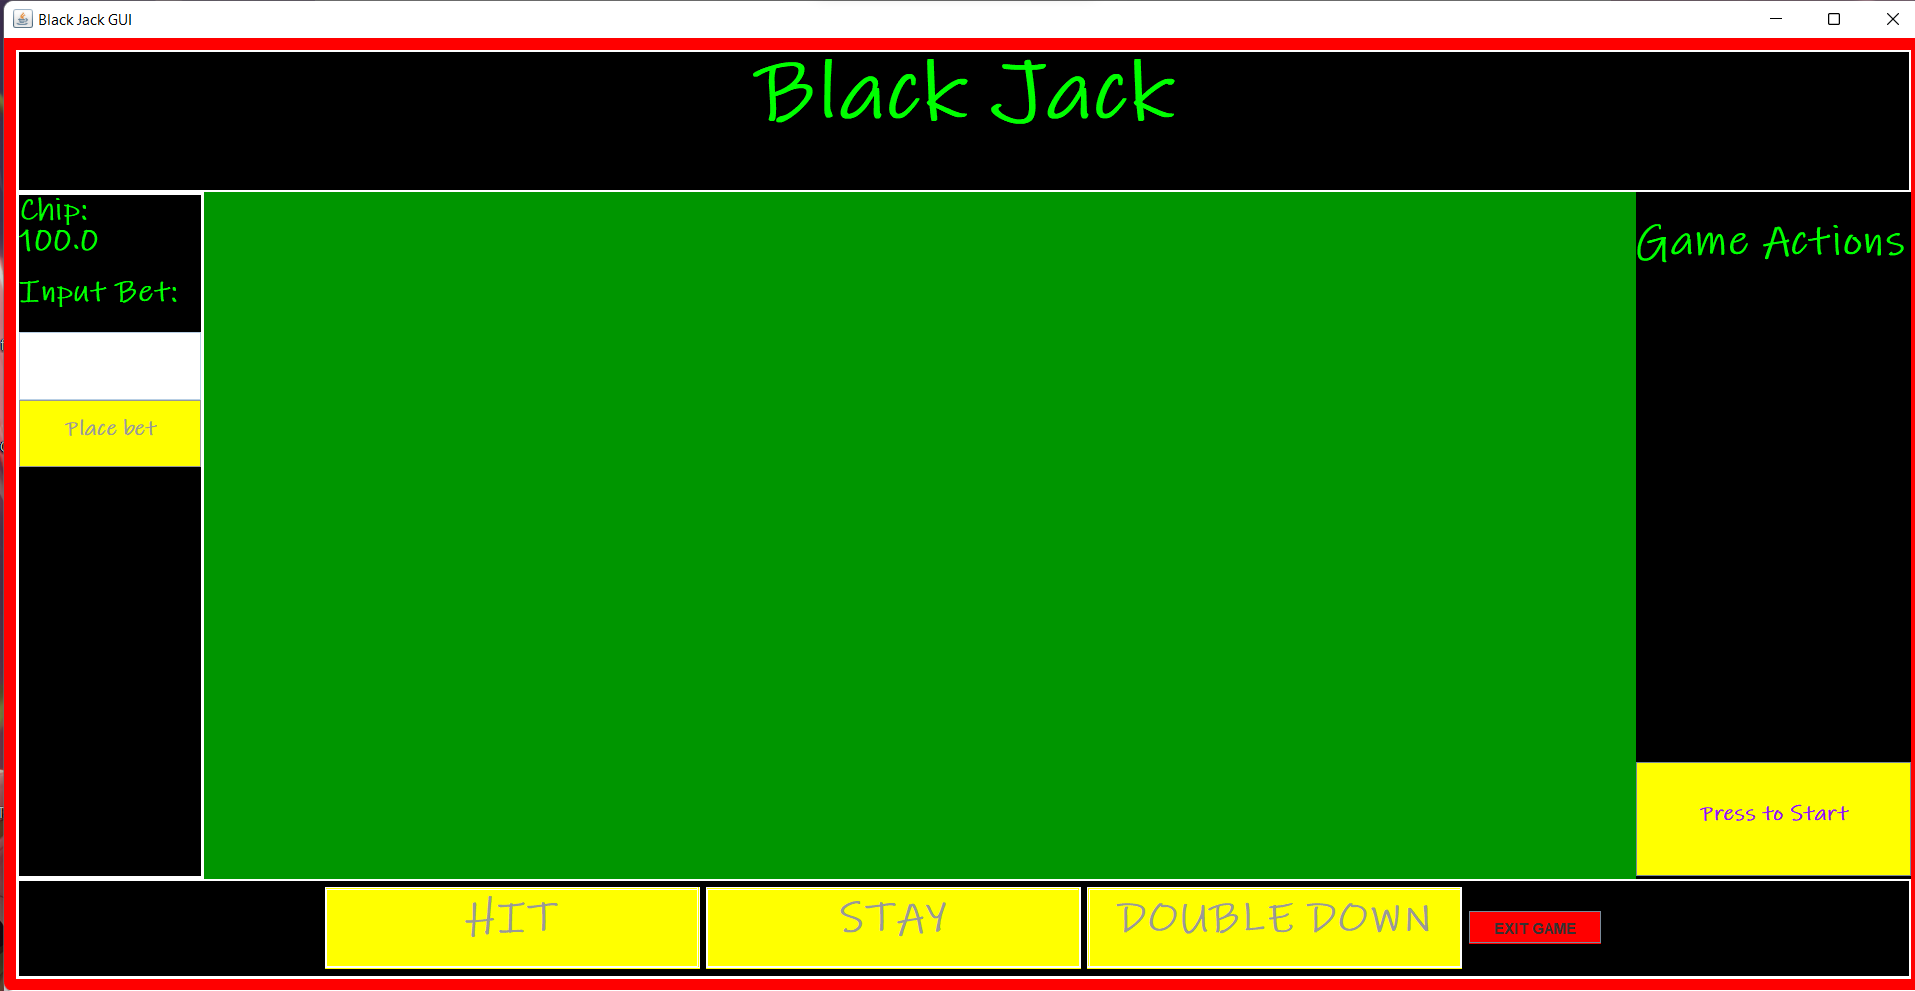 Black Jack GUI
Black Jack
Chip:
100.0
Input Bet:
Place bet
Game Actions
Press to Start
HIT
STAY
DOUBLE DOWN
EXIT GAME